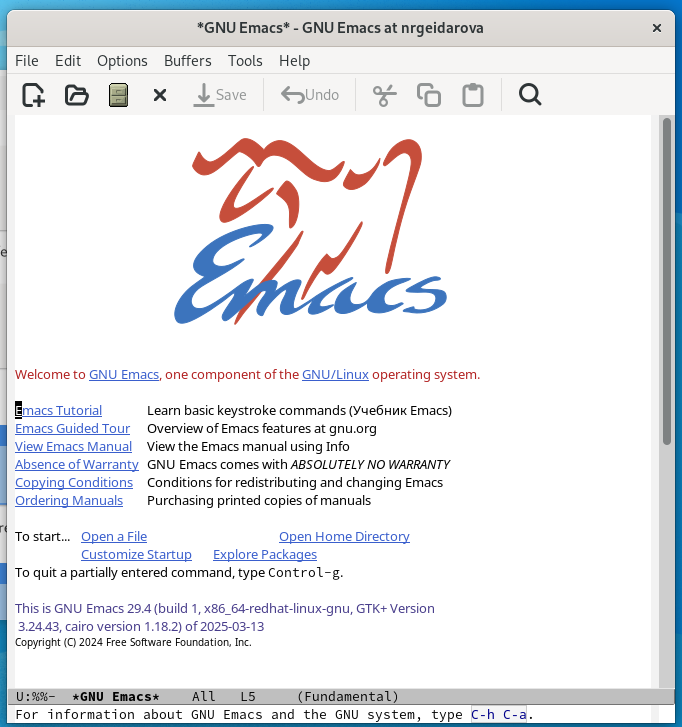 *GNU Emacs* - GNU Emacs at nrgeidarova
File Edit Options Buffers Tools Help
Save Undo
Emacs
Welcome to GNU Emacs, one component of the GNU/Linux operating system.
Emacs Tutorial Learn basic keystroke commands (Учебник Emacs)
Emacs Guided Tour Overview of Emacs features at gnu.org
View Emacs Manual View the Emacs manual using Info
Absence of Warranty GNU Emacs comes with ABSOLUTELY NO WARRANTY
Copying Conditions Conditions for redistributing and changing Emacs
Ordering Manuals Purchasing printed copies of manuals
To start... Open a File Open Home Directory
Customize Startup Explore Packages
To quit a partially entered command, type Control-g.
This is GNU Emacs 29.4 (build 1, x86_64-redhat-linux-gnu, GTK+ Version
3.24.43, cairo version 1.18.2) of 2025-03-13
Copyright (C) 2024 Free Software Foundation, Inc.
U:%%- *GNU Emacs* All L5 (Fundamental)
For information about GNU Emacs and the GNU system, type C-h C-a.